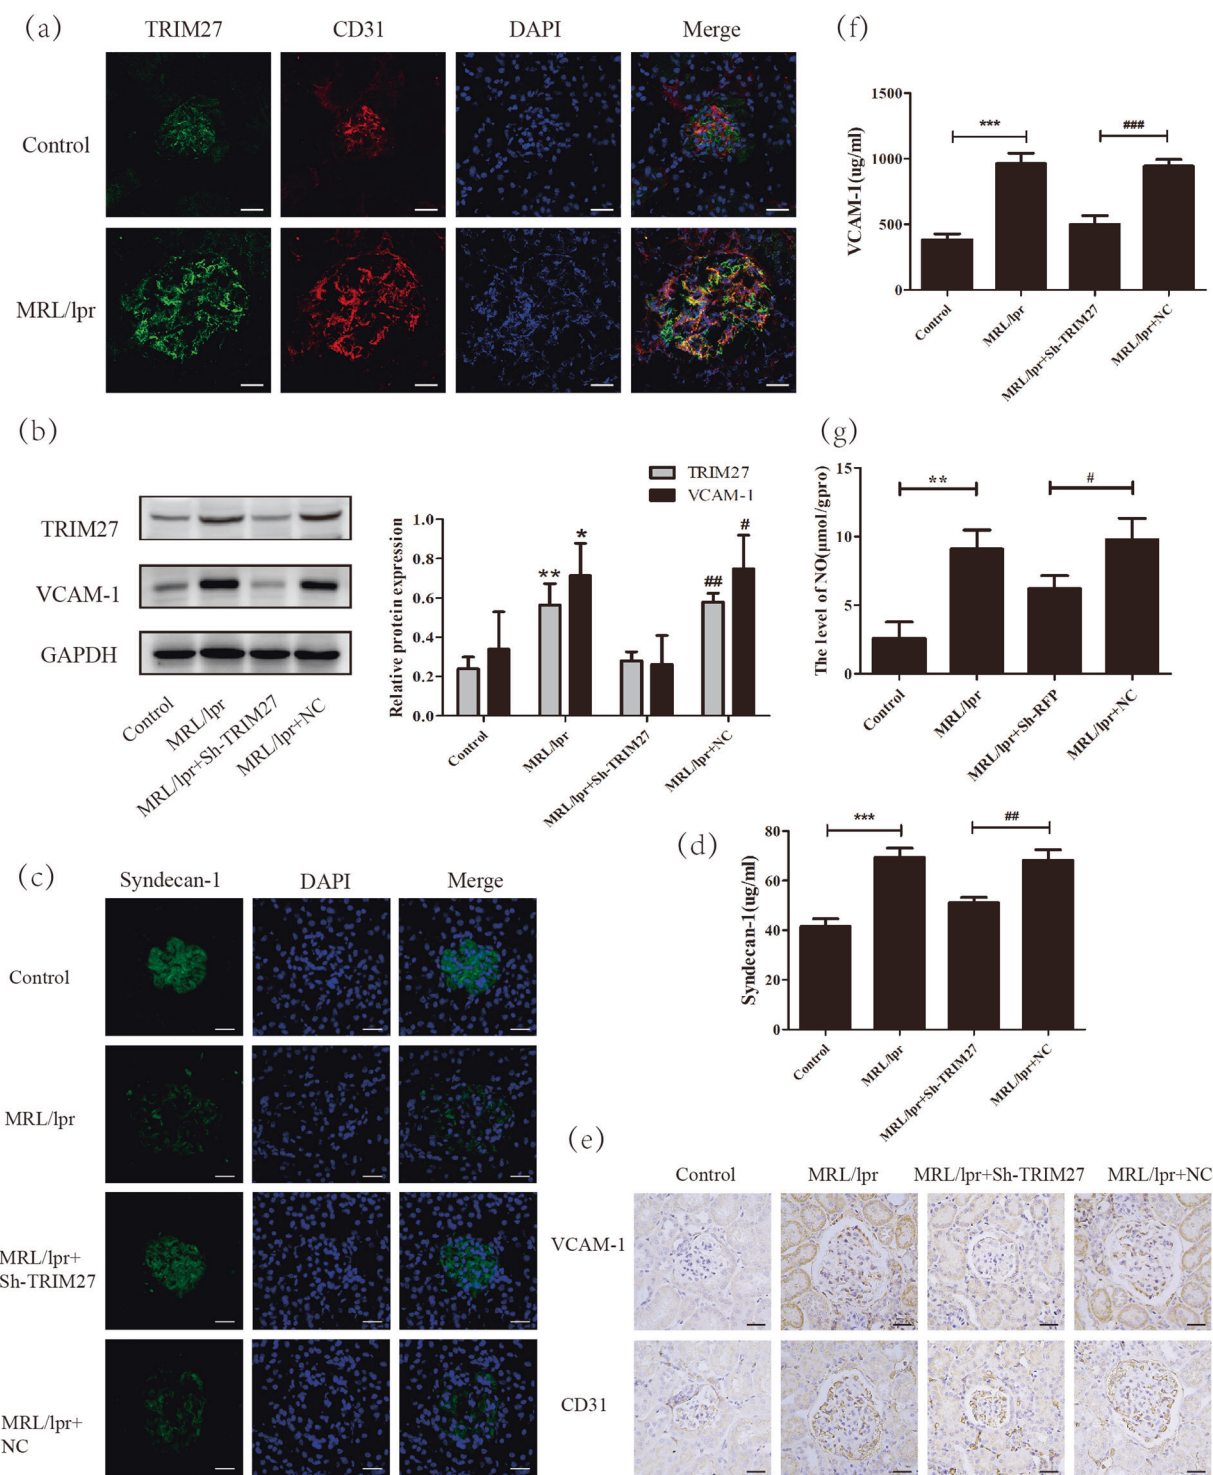 (a)
TRIM27 CD31 DAPI Merge
Control
MRL/lpr
(f)
1500
1000
500
0
VCAM-1(ug/ml)
*** ###
Control MRL/lpr MRL/lpr+Sh-TRIM27 MRL/lpr+NC
(b)
TRIM27
VCAM-1
GAPDH
Control MRL/lpr MRL/lpr+Sh-TRIM27 MRL/lpr+NC
TRIM27
VCAM-1
Relative protein expression
1.0
0.8
0.6
0.4
0.2
0.0
** * ## #
Control MRL/lpr MRL/lpr+Sh-TRIM27 MRL/lpr+NC
(g)
The level of NO(μmol/gpro)
15
10
5
0
** #
Control MRL/lpr MRL/lpr+Sh-RFP MRL/lpr+NC
(c)
Syndecan-1 DAPI Merge
Control
MRL/lpr
MRL/lpr+
Sh-TRIM27
MRL/lpr+
NC
(d)
Syndecan-1(ug/ml)
80
60
40
20
0
*** ##
Control MRL/lpr MRL/lpr+Sh-TRIM27 MRL/lpr+NC
(e)
Control MRL/lpr MRL/lpr+Sh-TRIM27 MRL/lpr+NC
VCAM-1
CD31